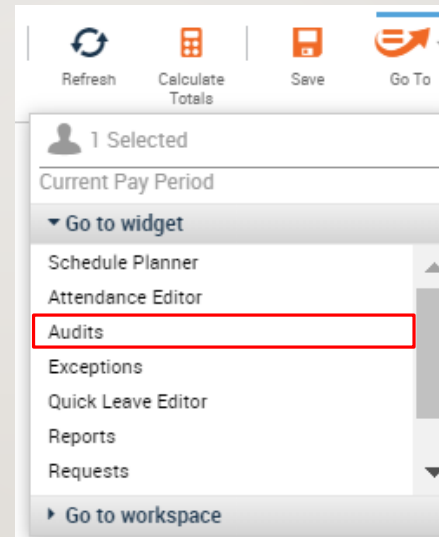 Refresh
Calculate
Totals
Save
Go To
1 Selected
Current Pay Period
Go to widget
Schedule Planner
Attendance Editor
Audits
Exceptions
Quick Leave Editor
Reports
Requests
Go to workspace